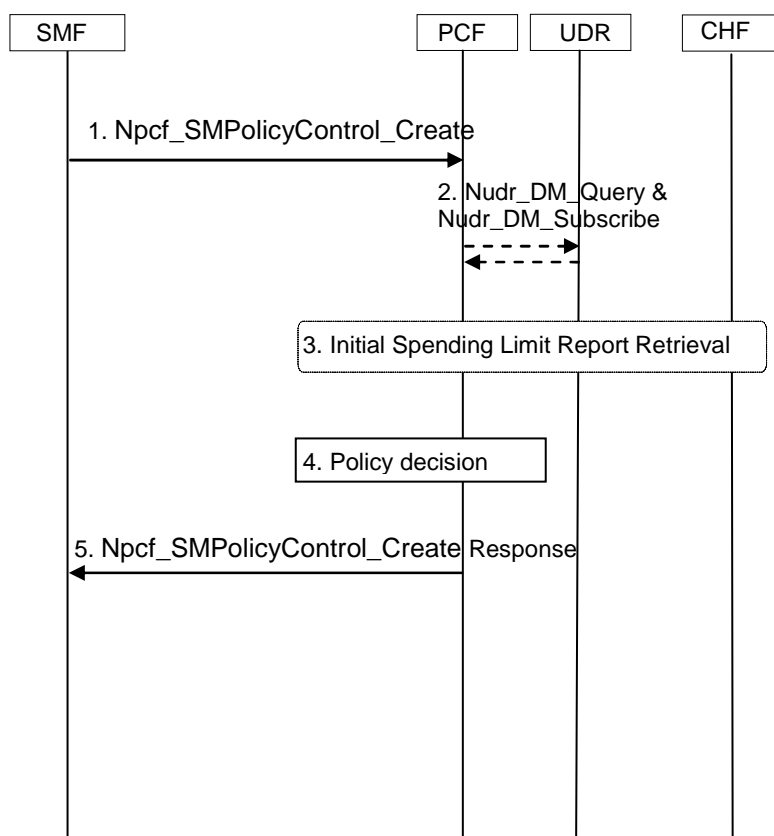 SMF
PCF
UDR
CHF
1. Npcf_SMPolicyControl_Create
2. Nudr_DM_Query &
Nudr_DM_Subscribe
3. Initial Spending Limit Report Retrieval
4. Policy decision
5. Npcf_SMPolicyControl_Create Response